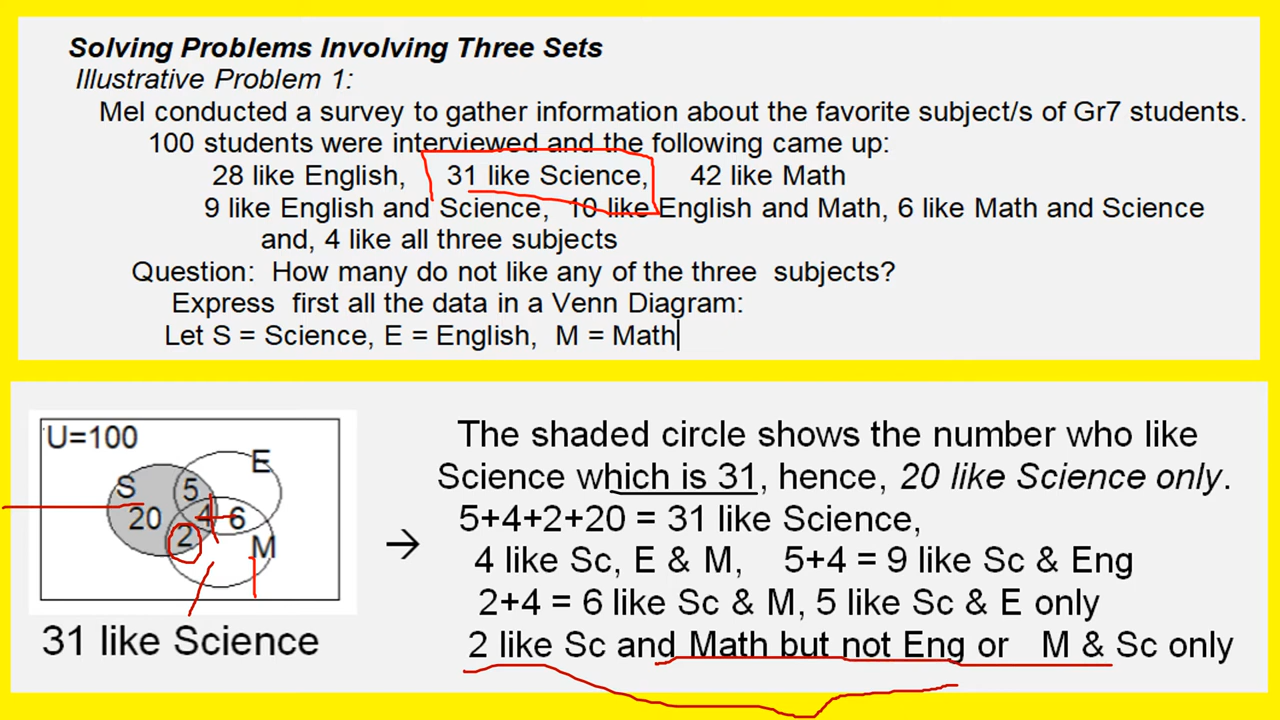 Solving Problems Involving Three Sets
Illustrative Problem 1:
Mel conducted a survey to gather information about the favorite subject/s of Gr7 students.
100 students were interviewed and the following came up:
28 like English, 31 like Science, 42 like Math
9 like English and Science, 10 like English and Math, 6 like Math and Science
and, 4 like all three subjects
Question: How many do not like any of the three subjects?
Express first all the data in a Venn Diagram:
Let S = Science, E = English, M = Math
U=100
S
E
5
20
4
6
2
M
31 like Science
→
The shaded circle shows the number who like
Science which is 31, hence, 20 like Science only.
5+4+2+20 = 31 like Science,
4 like Sc, E & M, 5+4 = 9 like Sc & Eng
2+4 = 6 like Sc & M, 5 like Sc & E only
2 like Sc and Math but not Eng or M & Sc only